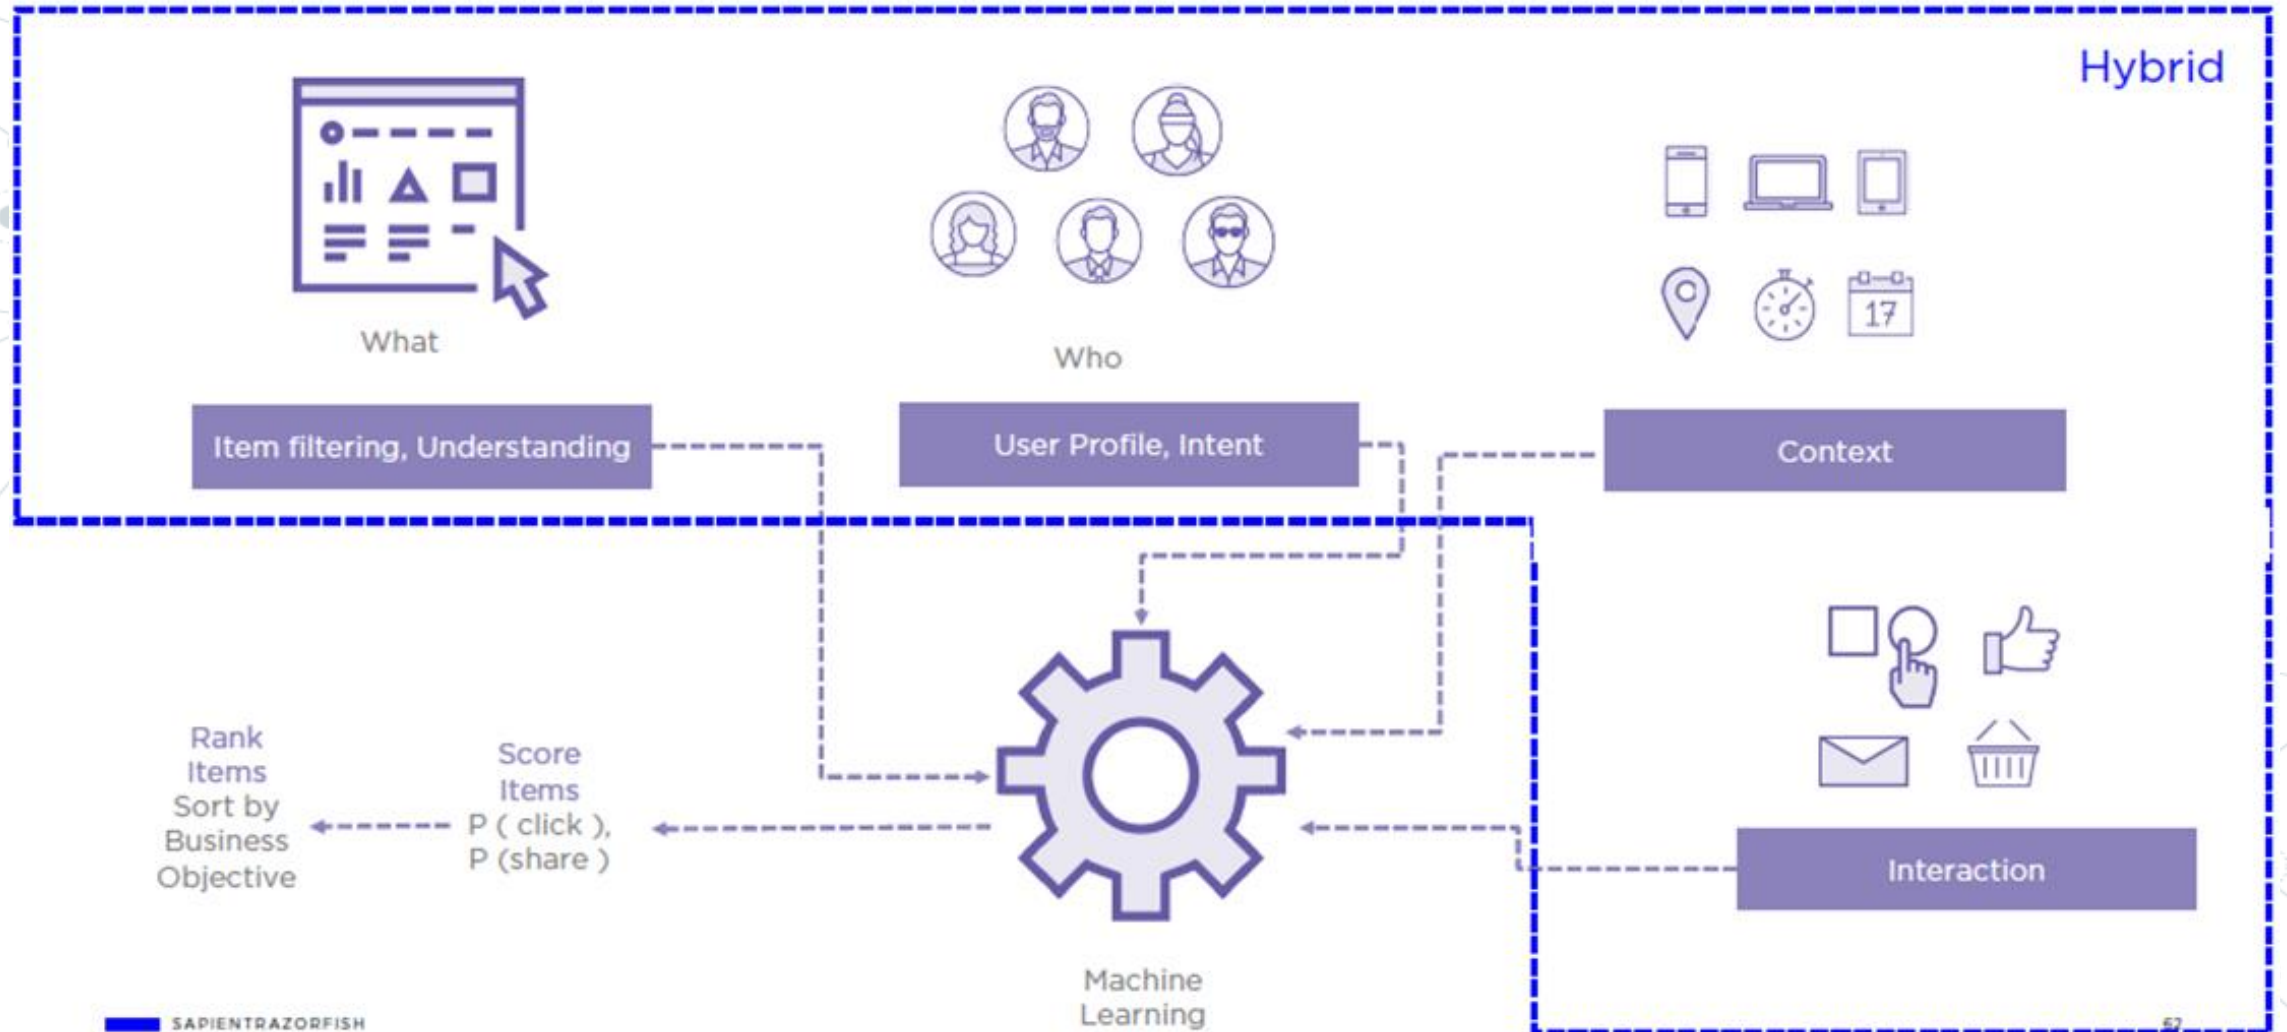 Hybrid
17
What
Who
Item filtering, Understanding
User Profile, Intent
Context
Rank
Items
Sort by
Business
Objective
Score
Items
P ( click ),
P (share )
Interaction
Machine
Learning
SAPIENTRAZORFISH